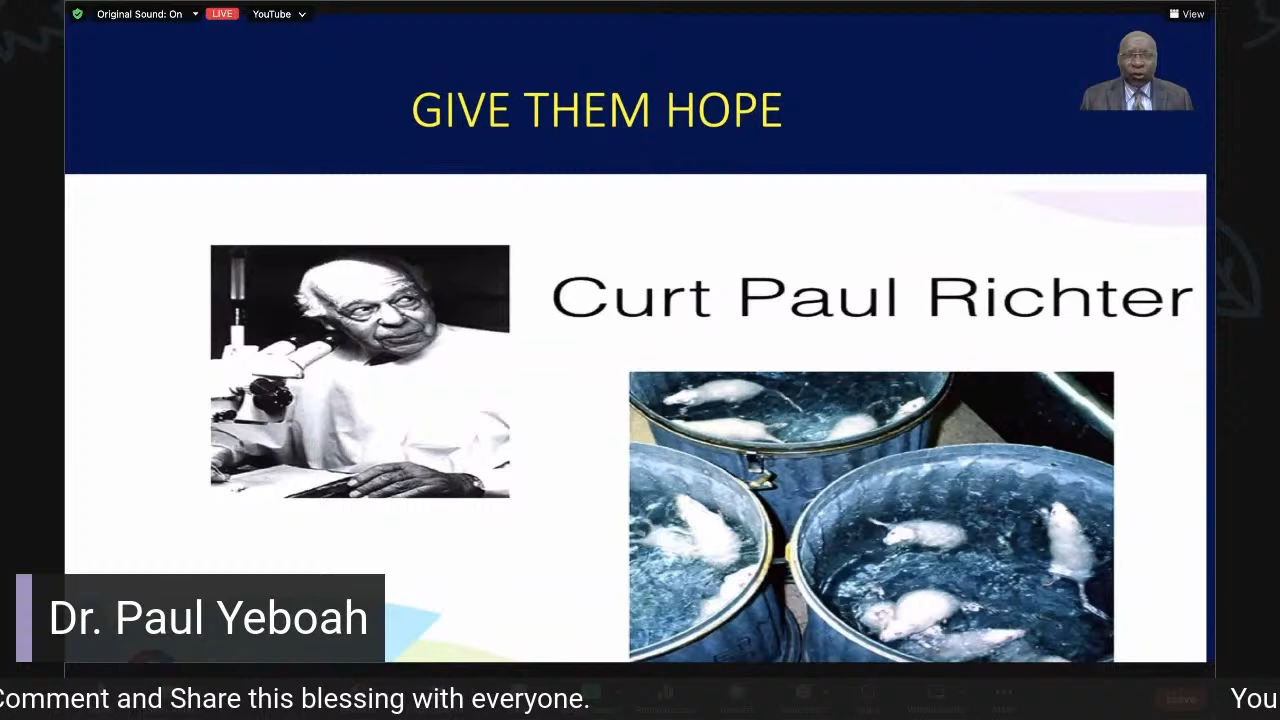 Original Sound: On
LIVE
YouTube
View
GIVE THEM HOPE
Curt Paul Richter
Dr. Paul Yeboah
Comment and Share this blessing with everyone.
You